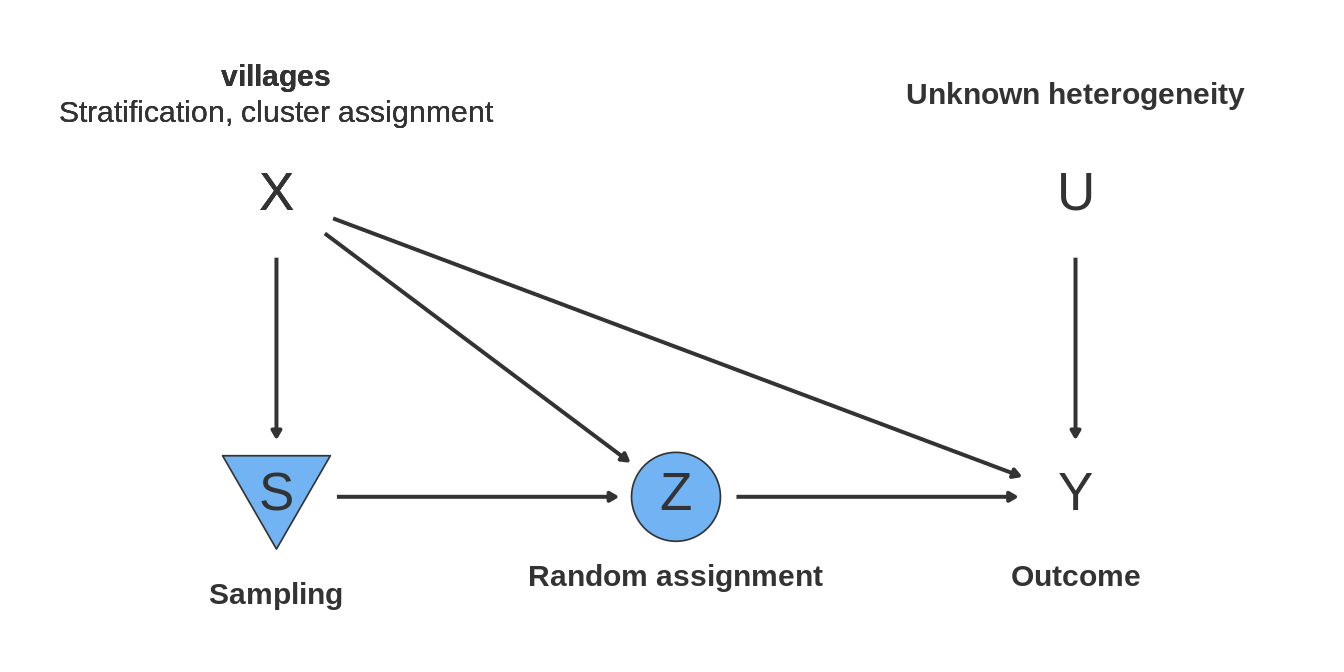 villages
Stratification, cluster assignment
Unknown heterogeneity
X
U
S
Z
Y
Sampling
Random assignment
Outcome